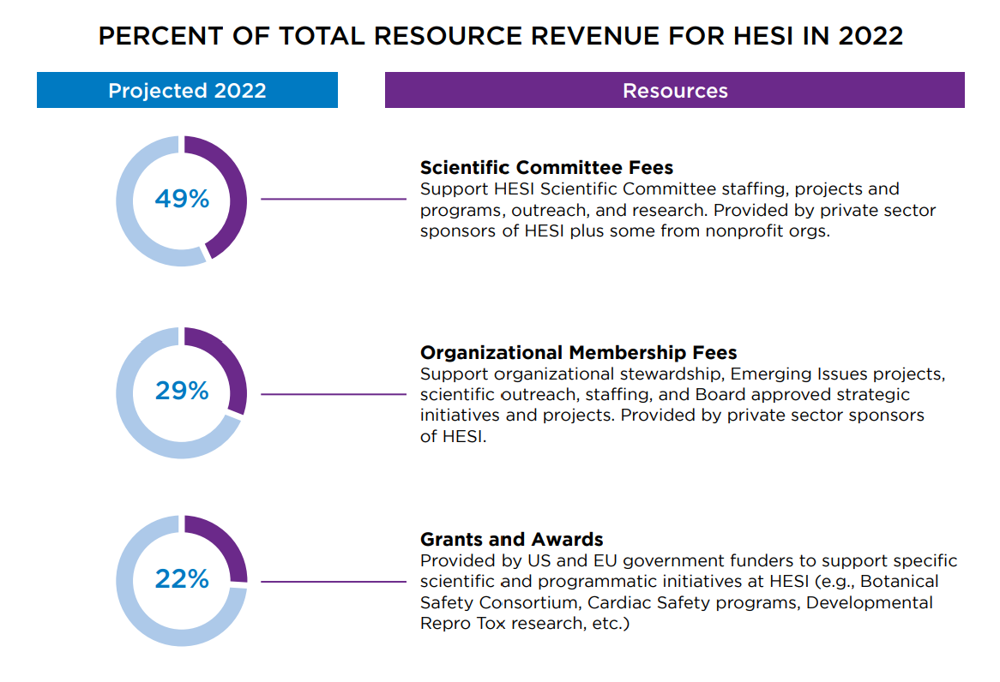 PERCENT OF TOTAL RESOURCE REVENUE FOR HESI IN 2022
Projected 2022
Resources
49%
Scientific Committee Fees
Support HESI Scientific Committee staffing, projects and
programs, outreach, and research. Provided by private sector
sponsors of HESI plus some from nonprofit orgs.
29%
Organizational Membership Fees
Support organizational stewardship, Emerging Issues projects,
scientific outreach, staffing, and Board approved strategic
initiatives and projects. Provided by private sector sponsors
of HESI.
22%
Grants and Awards
Provided by US and EU government funders to support specific
scientific and programmatic initiatives at HESI (e.g., Botanical
Safety Consortium, Cardiac Safety programs, Developmental
Repro Tox research, etc.)